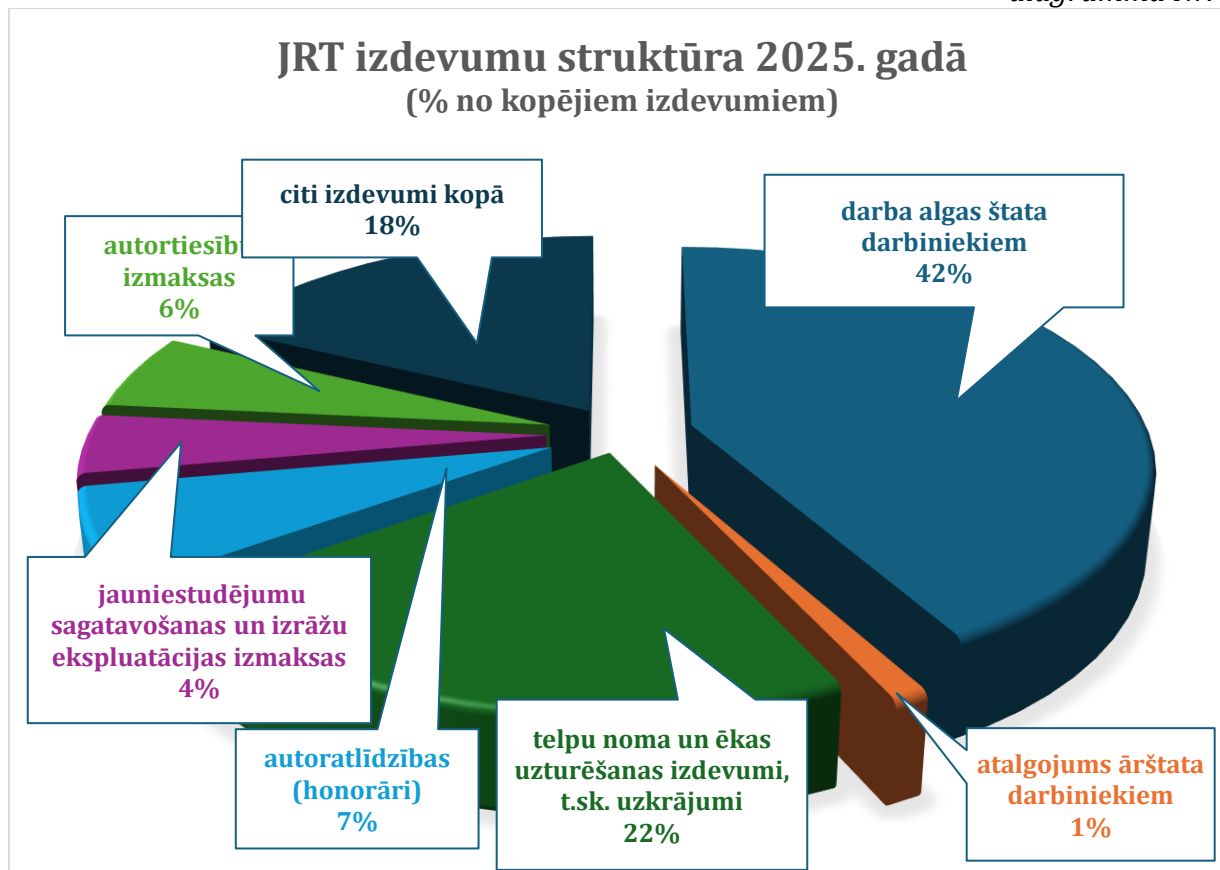 JRT izdevumu struktūra 2025. gadā
(% no kopējiem izdevumiem)
citi izdevumi kopā
18%
darba algas štata
darbiniekiem
42%
izmaksas
6%
jauniestudējumu
sagatavošanas un izrāžu
ekspluatācijas izmaksas
4%
autoratlīdzības
(honorāri)
7%
telpu noma un ēkas
uzturēšanas izdevumi,
t.sk. uzkrājumi
22%
atalgojums ārštata
darbiniekiem
1%